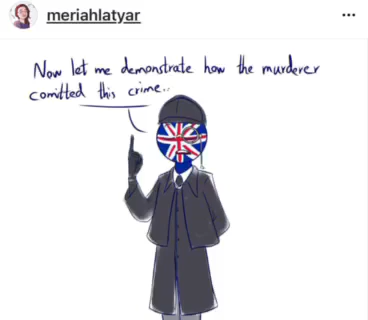 meriahlatyar
Now let me demonstrate how the murderer
comitted this crime..